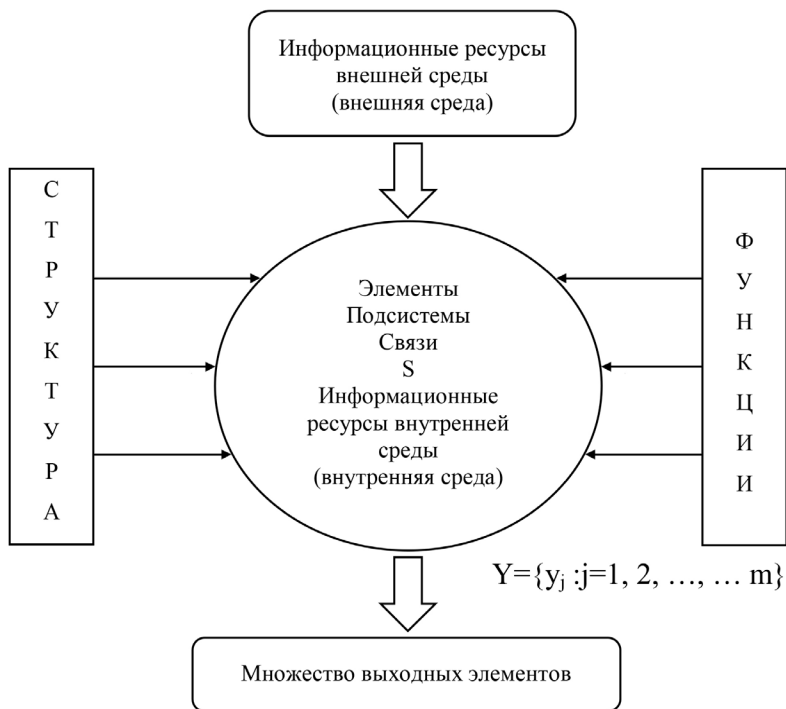 Информационные ресурсы
внешней среды
(внешняя среда)
С
Т
Р
У
К
Т
У
Р
А
Элементы
Подсистемы
Связи
S
Информационные
ресурсы внутренней
среды
(внутренняя среда)
Ф
У
Н
К
Ц
И
И
Y={yj :j=1, 2, …, … m}
Множество выходных элементов